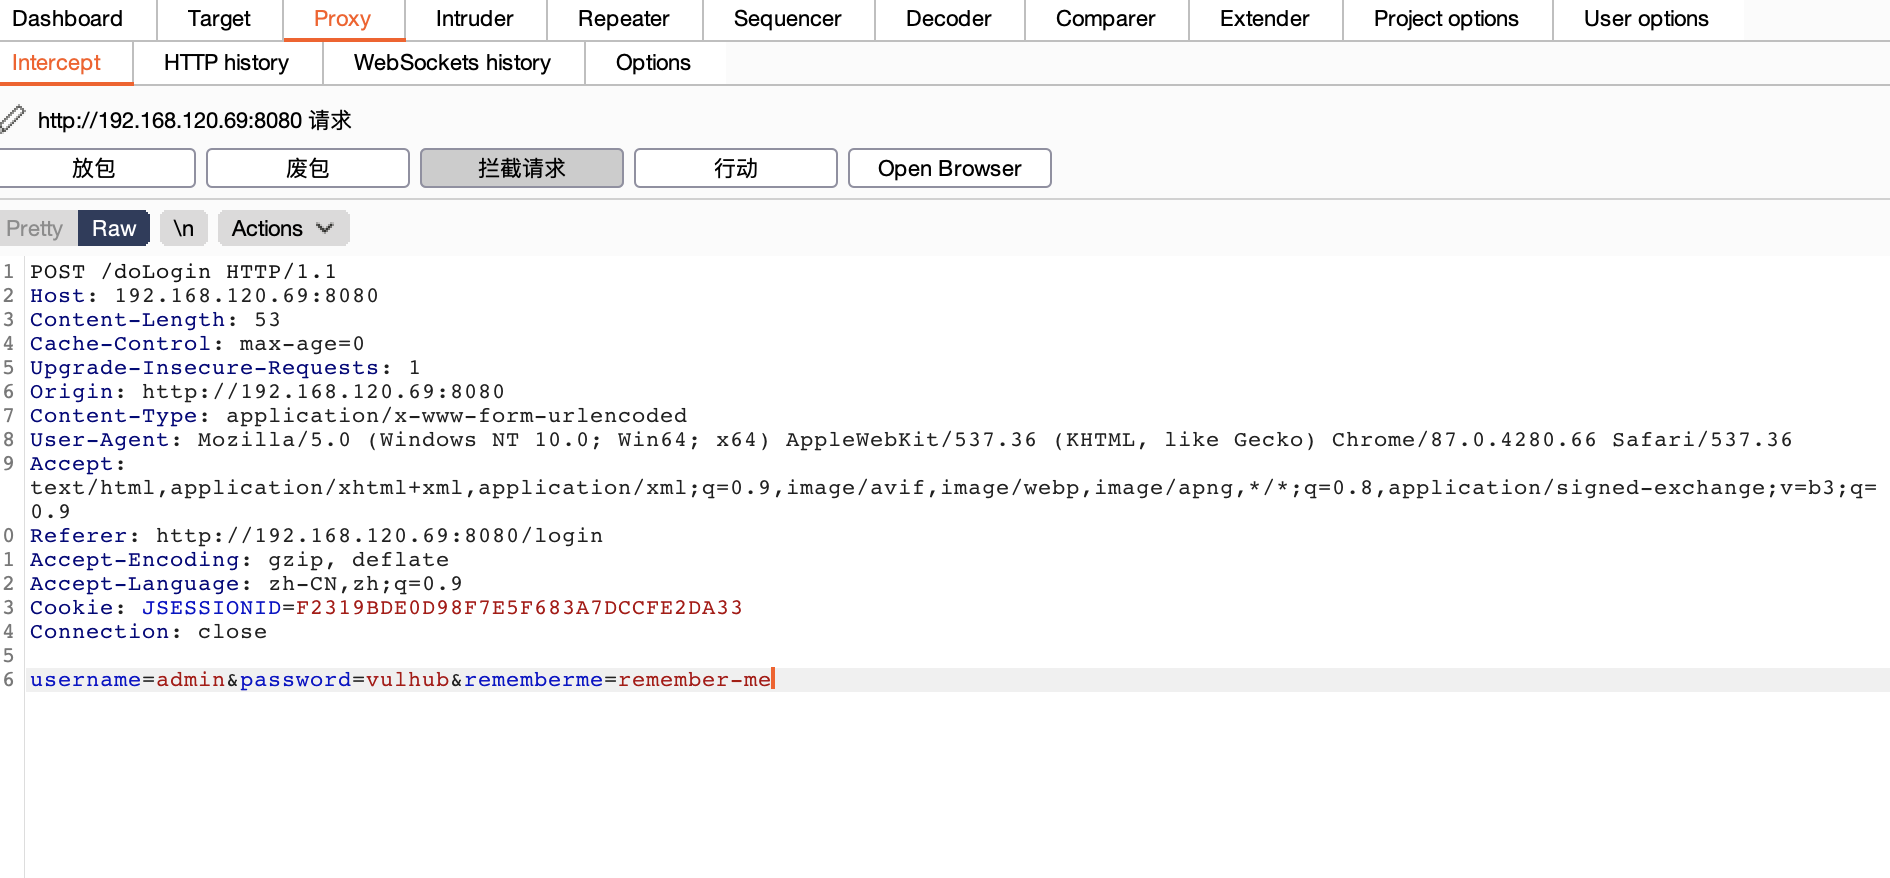 Dashboard Target Proxy Intruder Repeater Sequencer Decoder Comparer Extender Project options User options
Intercept HTTP history WebSockets history Options
http://192.168.120.69:8080 请求
放包 废包 拦截请求 行动 Open Browser
Pretty Raw \n Actions
1 POST /doLogin HTTP/1.1
2 Host: 192.168.120.69:8080
3 Content-Length: 53
4 Cache-Control: max-age=0
5 Upgrade-Insecure-Requests: 1
6 Origin: http://192.168.120.69:8080
7 Content-Type: application/x-www-form-urlencoded
8 User-Agent: Mozilla/5.0 (Windows NT 10.0; Win64; x64) AppleWebKit/537.36 (KHTML, like Gecko) Chrome/87.0.4280.66 Safari/537.36
9 Accept:
text/html,application/xhtml+xml,application/xml;q=0.9,image/avif,image/webp,image/apng,*/*;q=0.8,application/signed-exchange;v=b3;q=
0.9
0 Referer: http://192.168.120.69:8080/login
1 Accept-Encoding: gzip, deflate
2 Accept-Language: zh-CN,zh;q=0.9
3 Cookie: JSESSIONID=F2319BDE0D98F7E5F683A7DCCFE2DA33
4 Connection: close
5
6 username=admin&password=vulhub&rememberme=remember-me